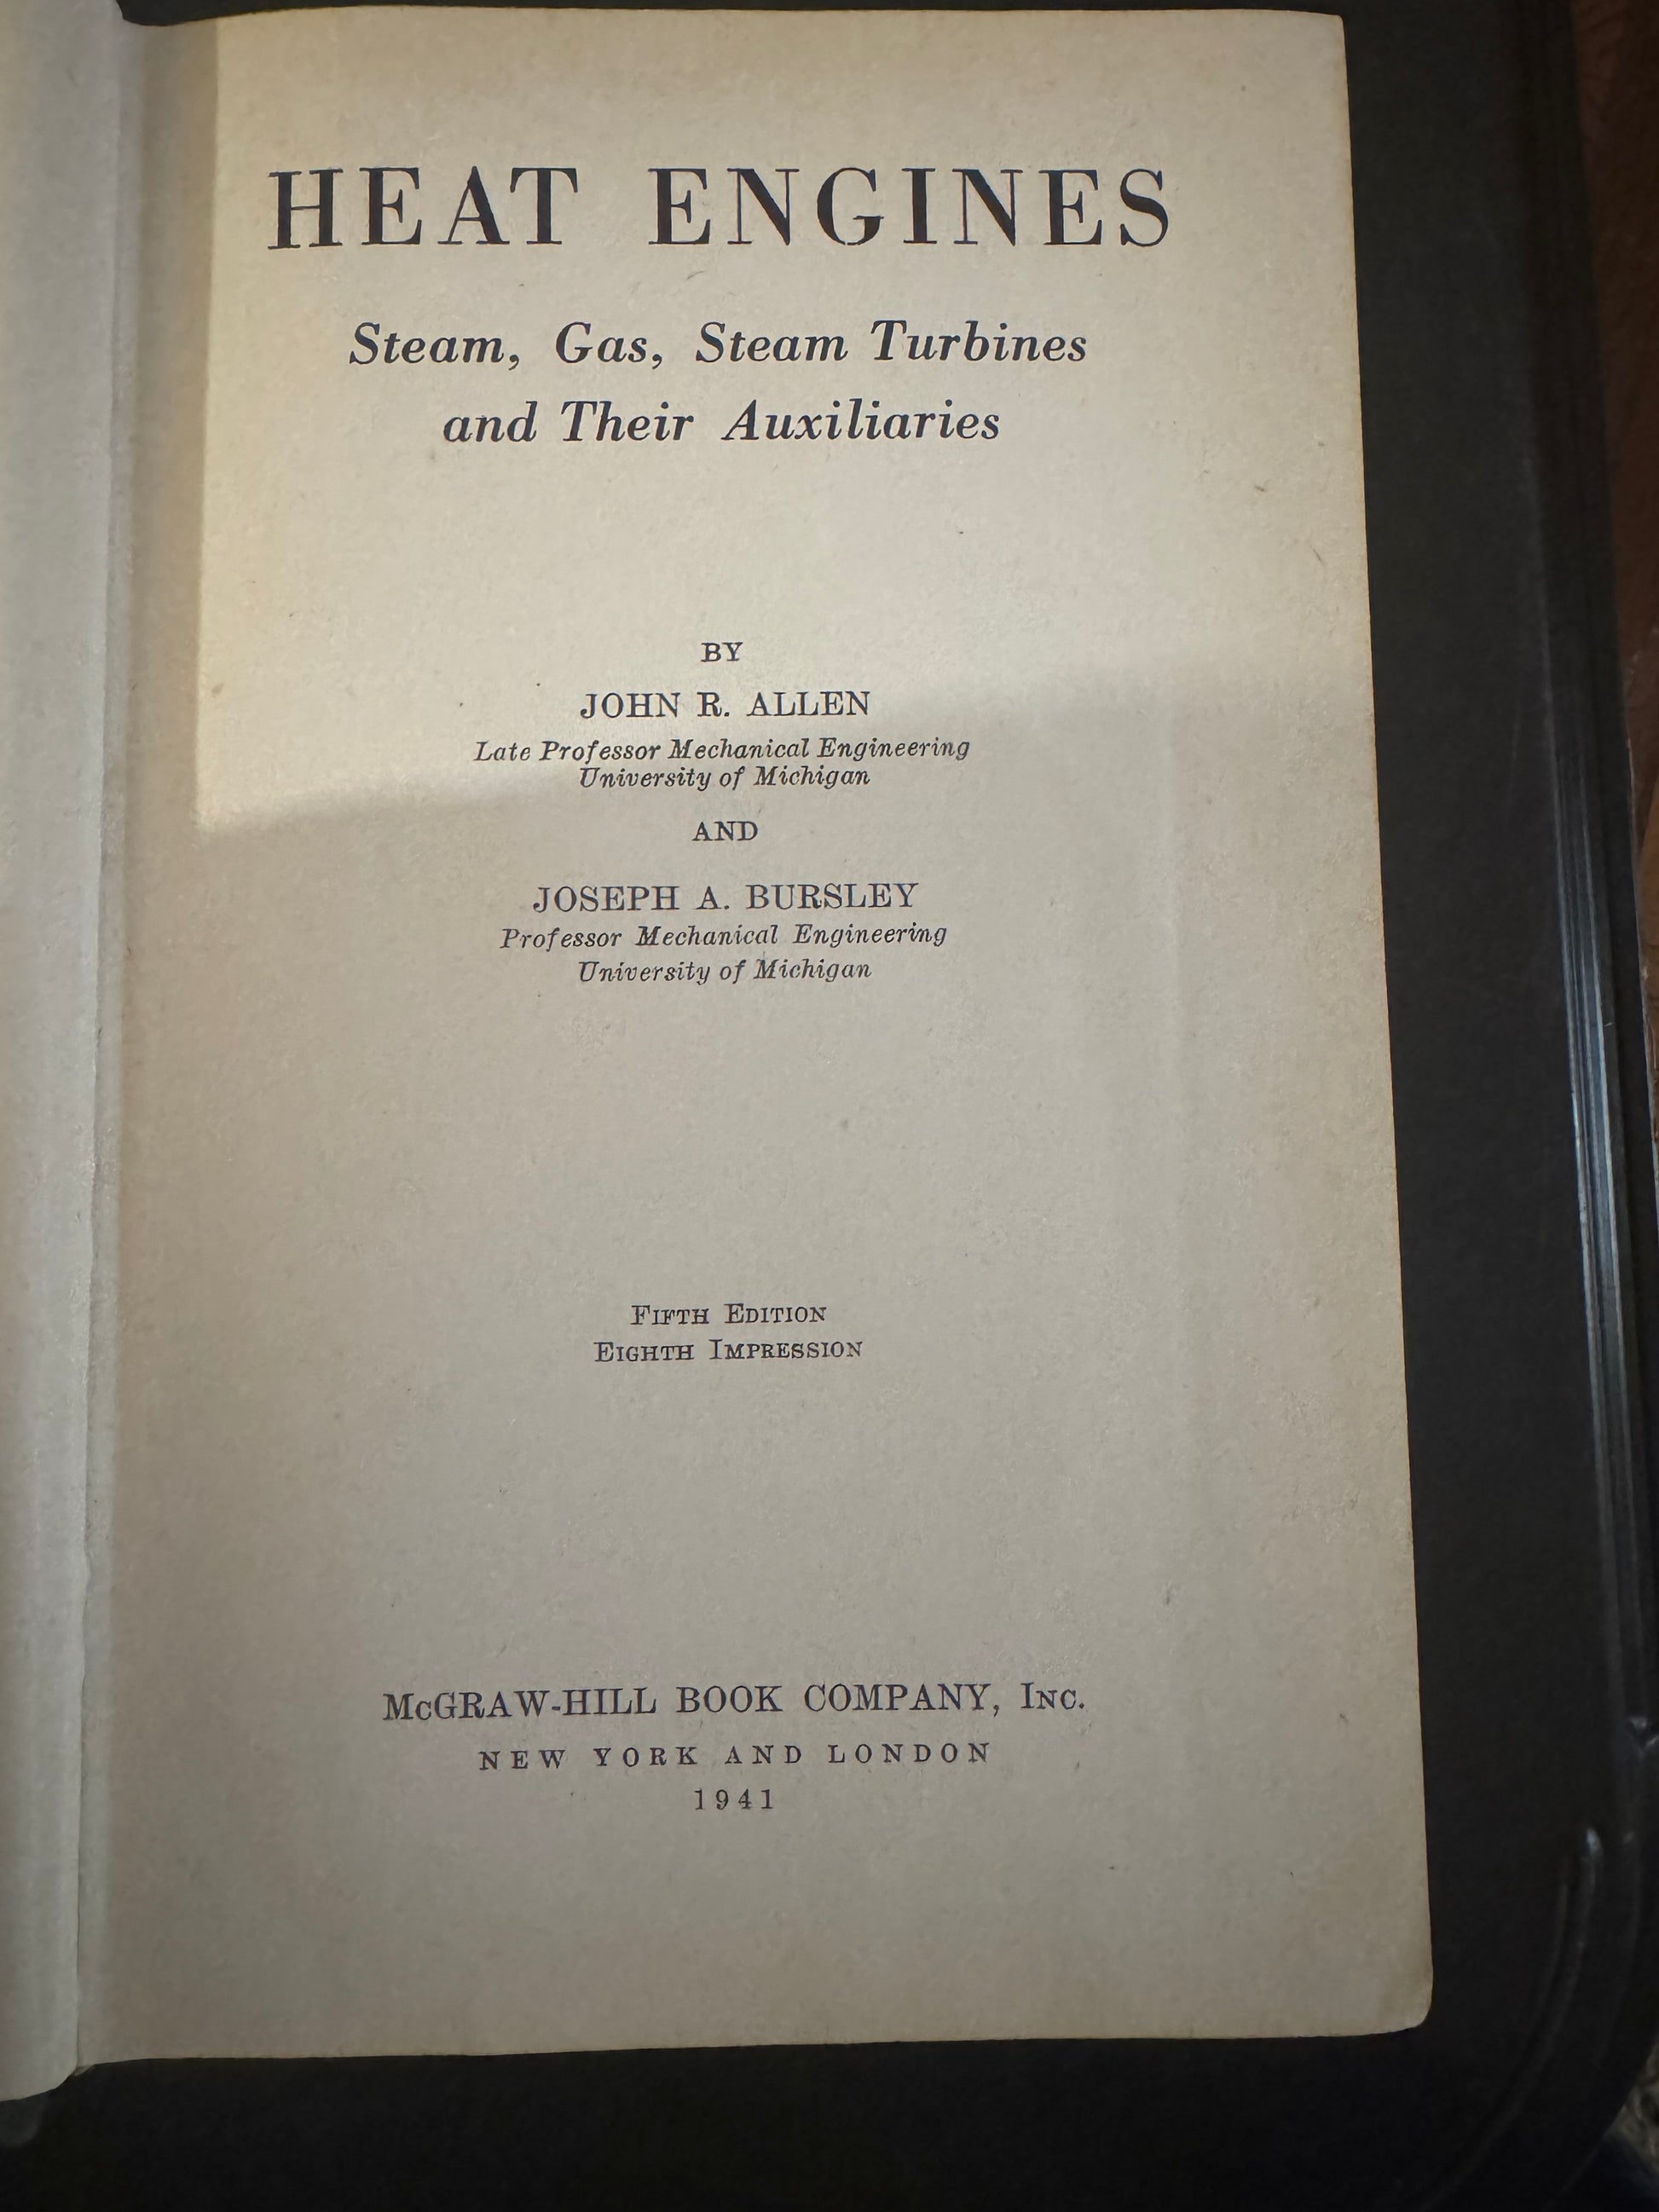 HEAT ENGINES
Steam, Gas, Steam Turbines
and Their Auxiliaries
BY
JOHN R. ALLEN
Late Professor Mechanical Engineering
University of Michigan
AND
JOSEPH A. BURSLEY
Professor Mechanical Engineering
University of Michigan
FIFTH EDITION
EIGHTH IMPRESSION
McGRAW-HILL BOOK COMPANY, INC.
NEW YORK AND LONDON
1941